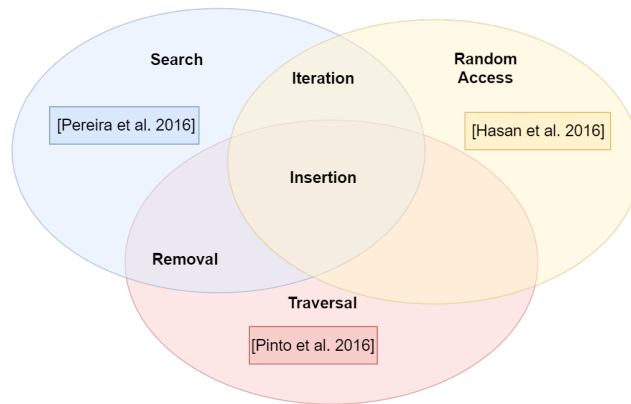 Search
Iteration
Random
Access
[Pereira et al. 2016]
[Hasan et al. 2016]
Insertion
Removal
Traversal
[Pinto et al. 2016]